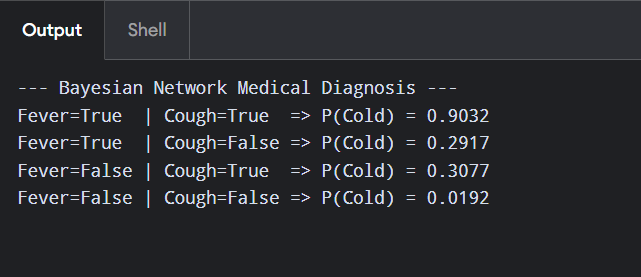 Output Shell
--- Bayesian Network Medical Diagnosis ---
Fever=True  | Cough=True  => P(Cold) = 0.9032
Fever=True  | Cough=False => P(Cold) = 0.2917
Fever=False | Cough=True  => P(Cold) = 0.3077
Fever=False | Cough=False => P(Cold) = 0.0192